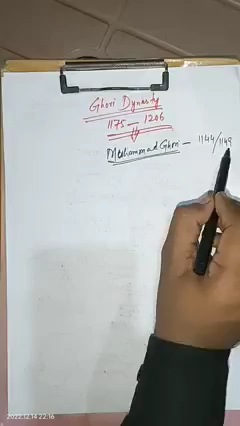 Ghori Dynasty
1175 — 1206
Mohammad Ghori — 1144/1149
2022.12.14 22:16